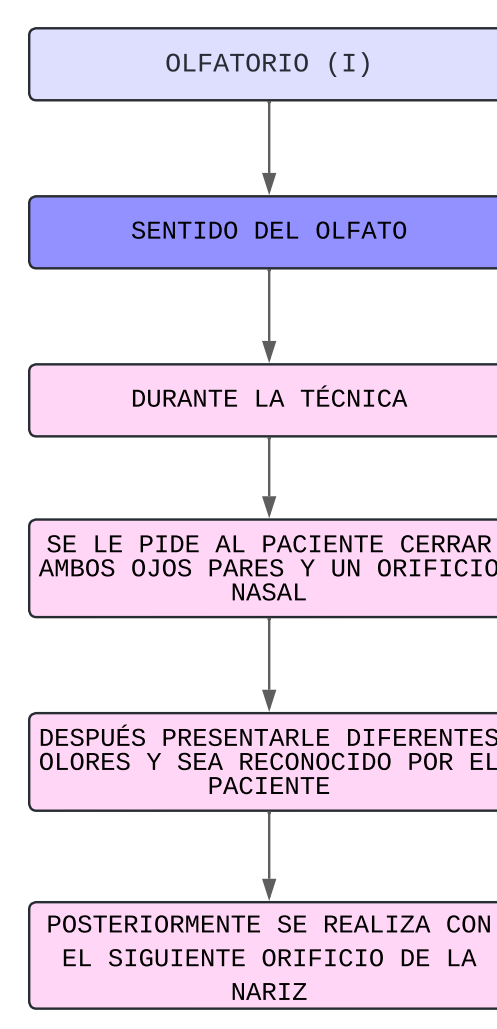 OLFATORIO (I)
SENTIDO DEL OLFATO
DURANTE LA TÉCNICA
SE LE PIDE AL PACIENTE CERRAR
AMBOS OJOS PARES Y UN ORIFICIO
NASAL
DESPUÉS PRESENTARLE DIFERENTES
OLORES Y SEA RECONOCIDO POR EL
PACIENTE
POSTERIORMENTE SE REALIZA CON
EL SIGUIENTE ORIFICIO DE LA
NARIZ